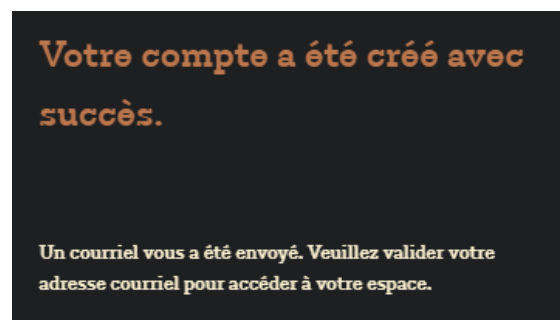 Votre compte a été créé avec
succès.
Un courriel vous a été envoyé. Veuillez valider votre
adresse courriel pour accéder à votre espace.